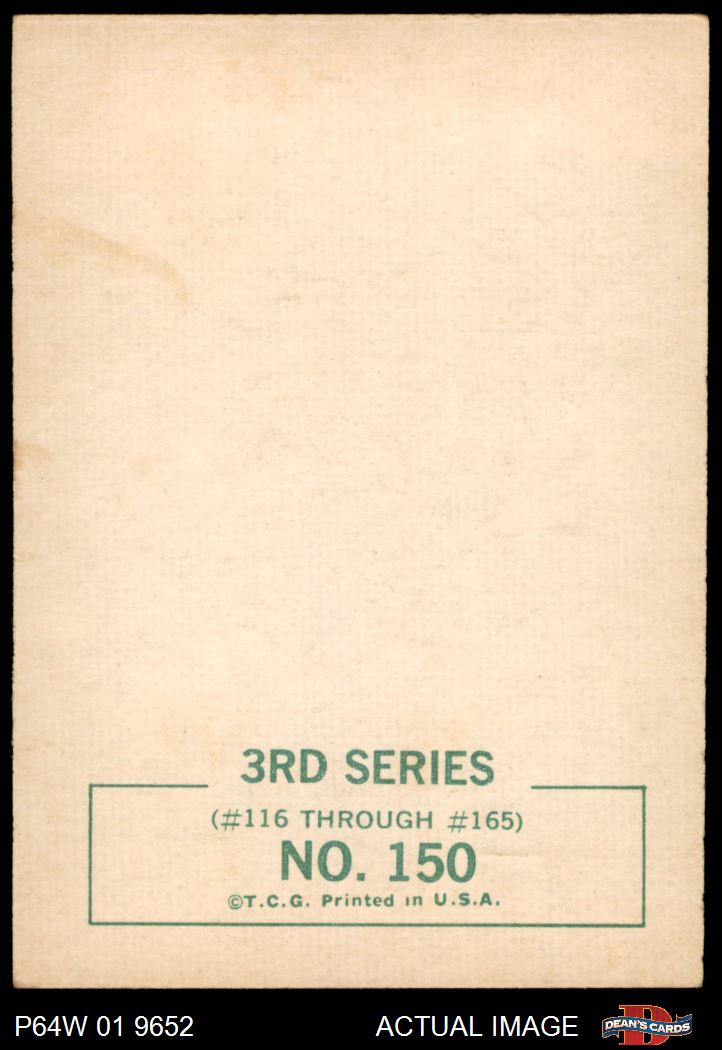 3RD SERIES
(#116 THROUGH #165)
NO. 150
©T.C.G. Printed in U.S.A.
P64W 01 9652
ACTUAL IMAGE
DEAN'S CARDS